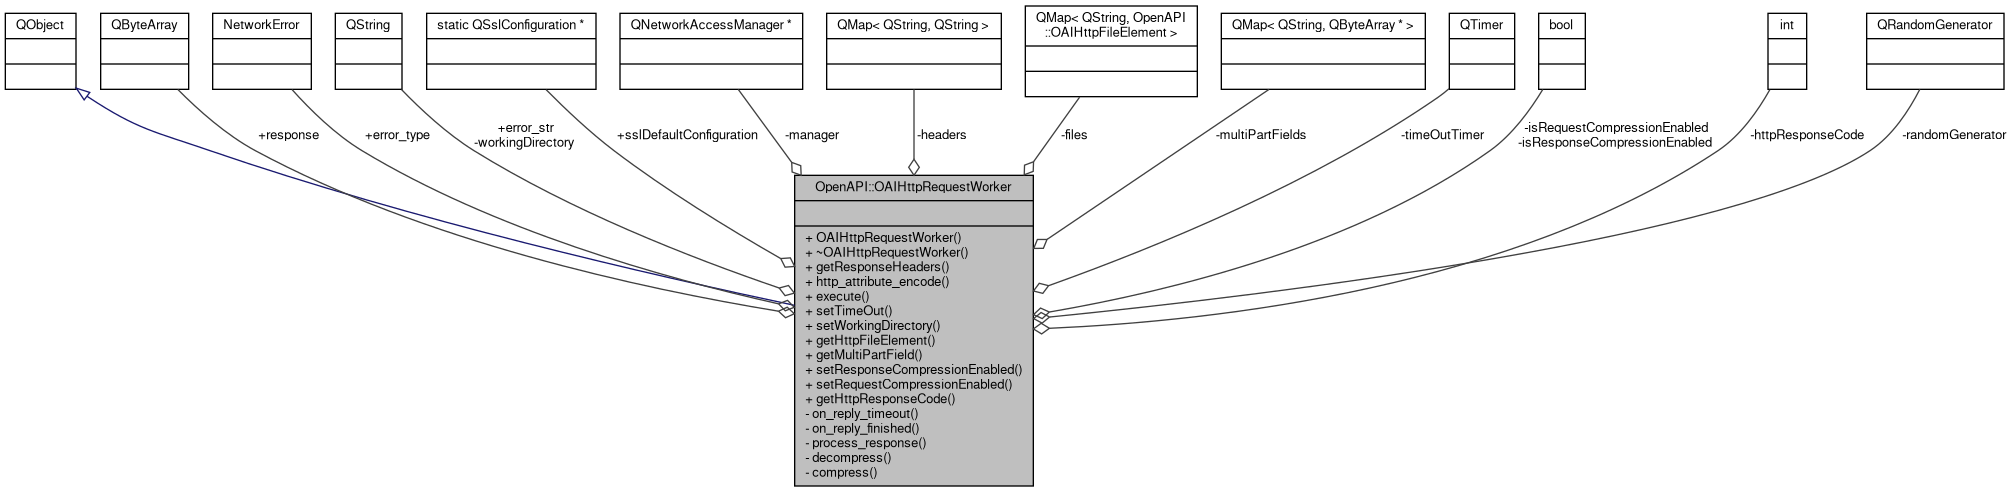 QObject
QByteArray
NetworkError
QString
static QSslConfiguration *
QNetworkAccessManager *
QMap< QString, QString >
QMap< QString, OpenAPI
::OAIHttpFileElement >
QMap< QString, QByteArray * >
QTimer
bool
int
QRandomGenerator
+response
+error_type
+error_str
-workingDirectory
+sslDefaultConfiguration
-manager
-headers
-files
-multiPartFields
-timeOutTimer
-isRequestCompressionEnabled
-isResponseCompressionEnabled
-httpResponseCode
-randomGenerator
OpenAPI::OAIHttpRequestWorker
+ OAIHttpRequestWorker()
+ ~OAIHttpRequestWorker()
+ getResponseHeaders()
+ http_attribute_encode()
+ execute()
+ setTimeOut()
+ setWorkingDirectory()
+ getHttpFileElement()
+ getMultiPartField()
+ setResponseCompressionEnabled()
+ setRequestCompressionEnabled()
+ getHttpResponseCode()
- on_reply_timeout()
- on_reply_finished()
- process_response()
- decompress()
- compress()